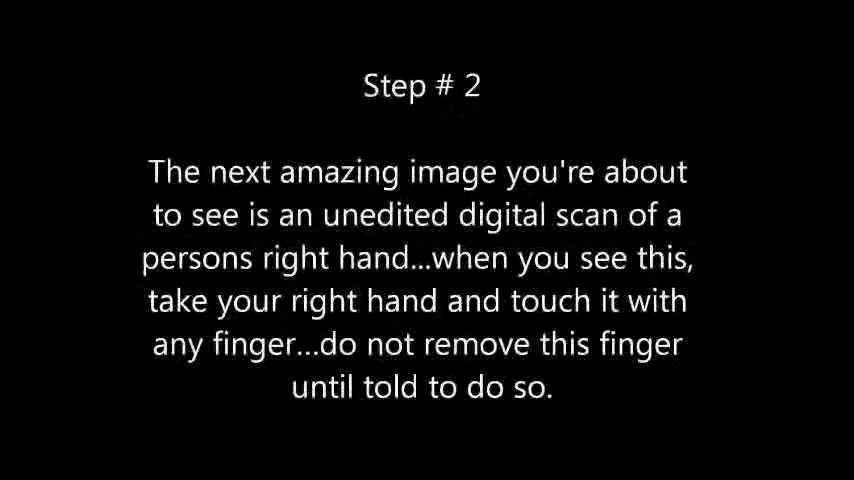 Step # 2
The next amazing image you're about
to see is an unedited digital scan of a
persons right hand...when you see this,
take your right hand and touch it with
any finger...do not remove this finger
until told to do so.